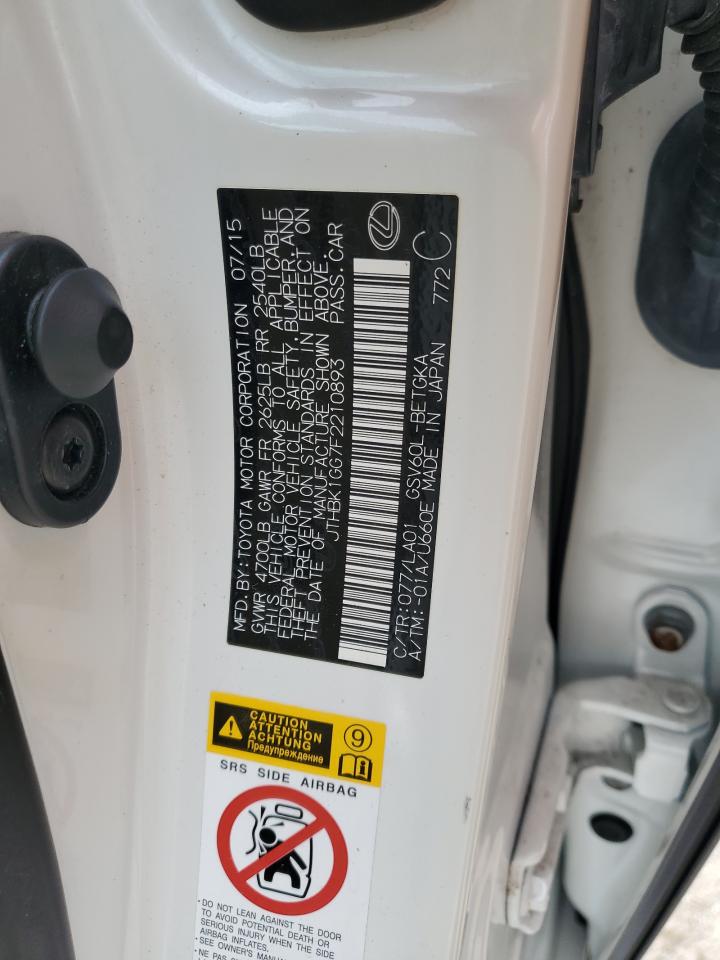 MFD.BY:TOYOTA MOTOR CORPORATION 07/15
GVWR 4700LB GAWR FR 2625LB RR 2540LB
THIS VEHICLE CONFORMS TO ALL APPLICABLE
FEDERAL MOTOR VEHICLE SAFETY, BUMPER, AND
THEFT PREVENTION STANDARDS IN EFFECT ON
THE DATE OF MANUFACTURE SHOWN ABOVE.
JTHBK1GG7F2210893 PASS.CAR
C/TR:077/LA01 GSV60L-BETGKA
A/TM:-01A/U660E MADE IN JAPAN 772 C
CAUTION
ATTENTION
ACHTUNG
Предупреждение
9
SRS SIDE AIRBAG
•DO NOT LEAN AGAINST THE DOOR
TO AVOID POTENTIAL DEATH OR
SERIOUS INJURY WHEN THE SIDE
AIRBAG INFLATES.
•SEE OWNER'S MANUAL
•NE PAS